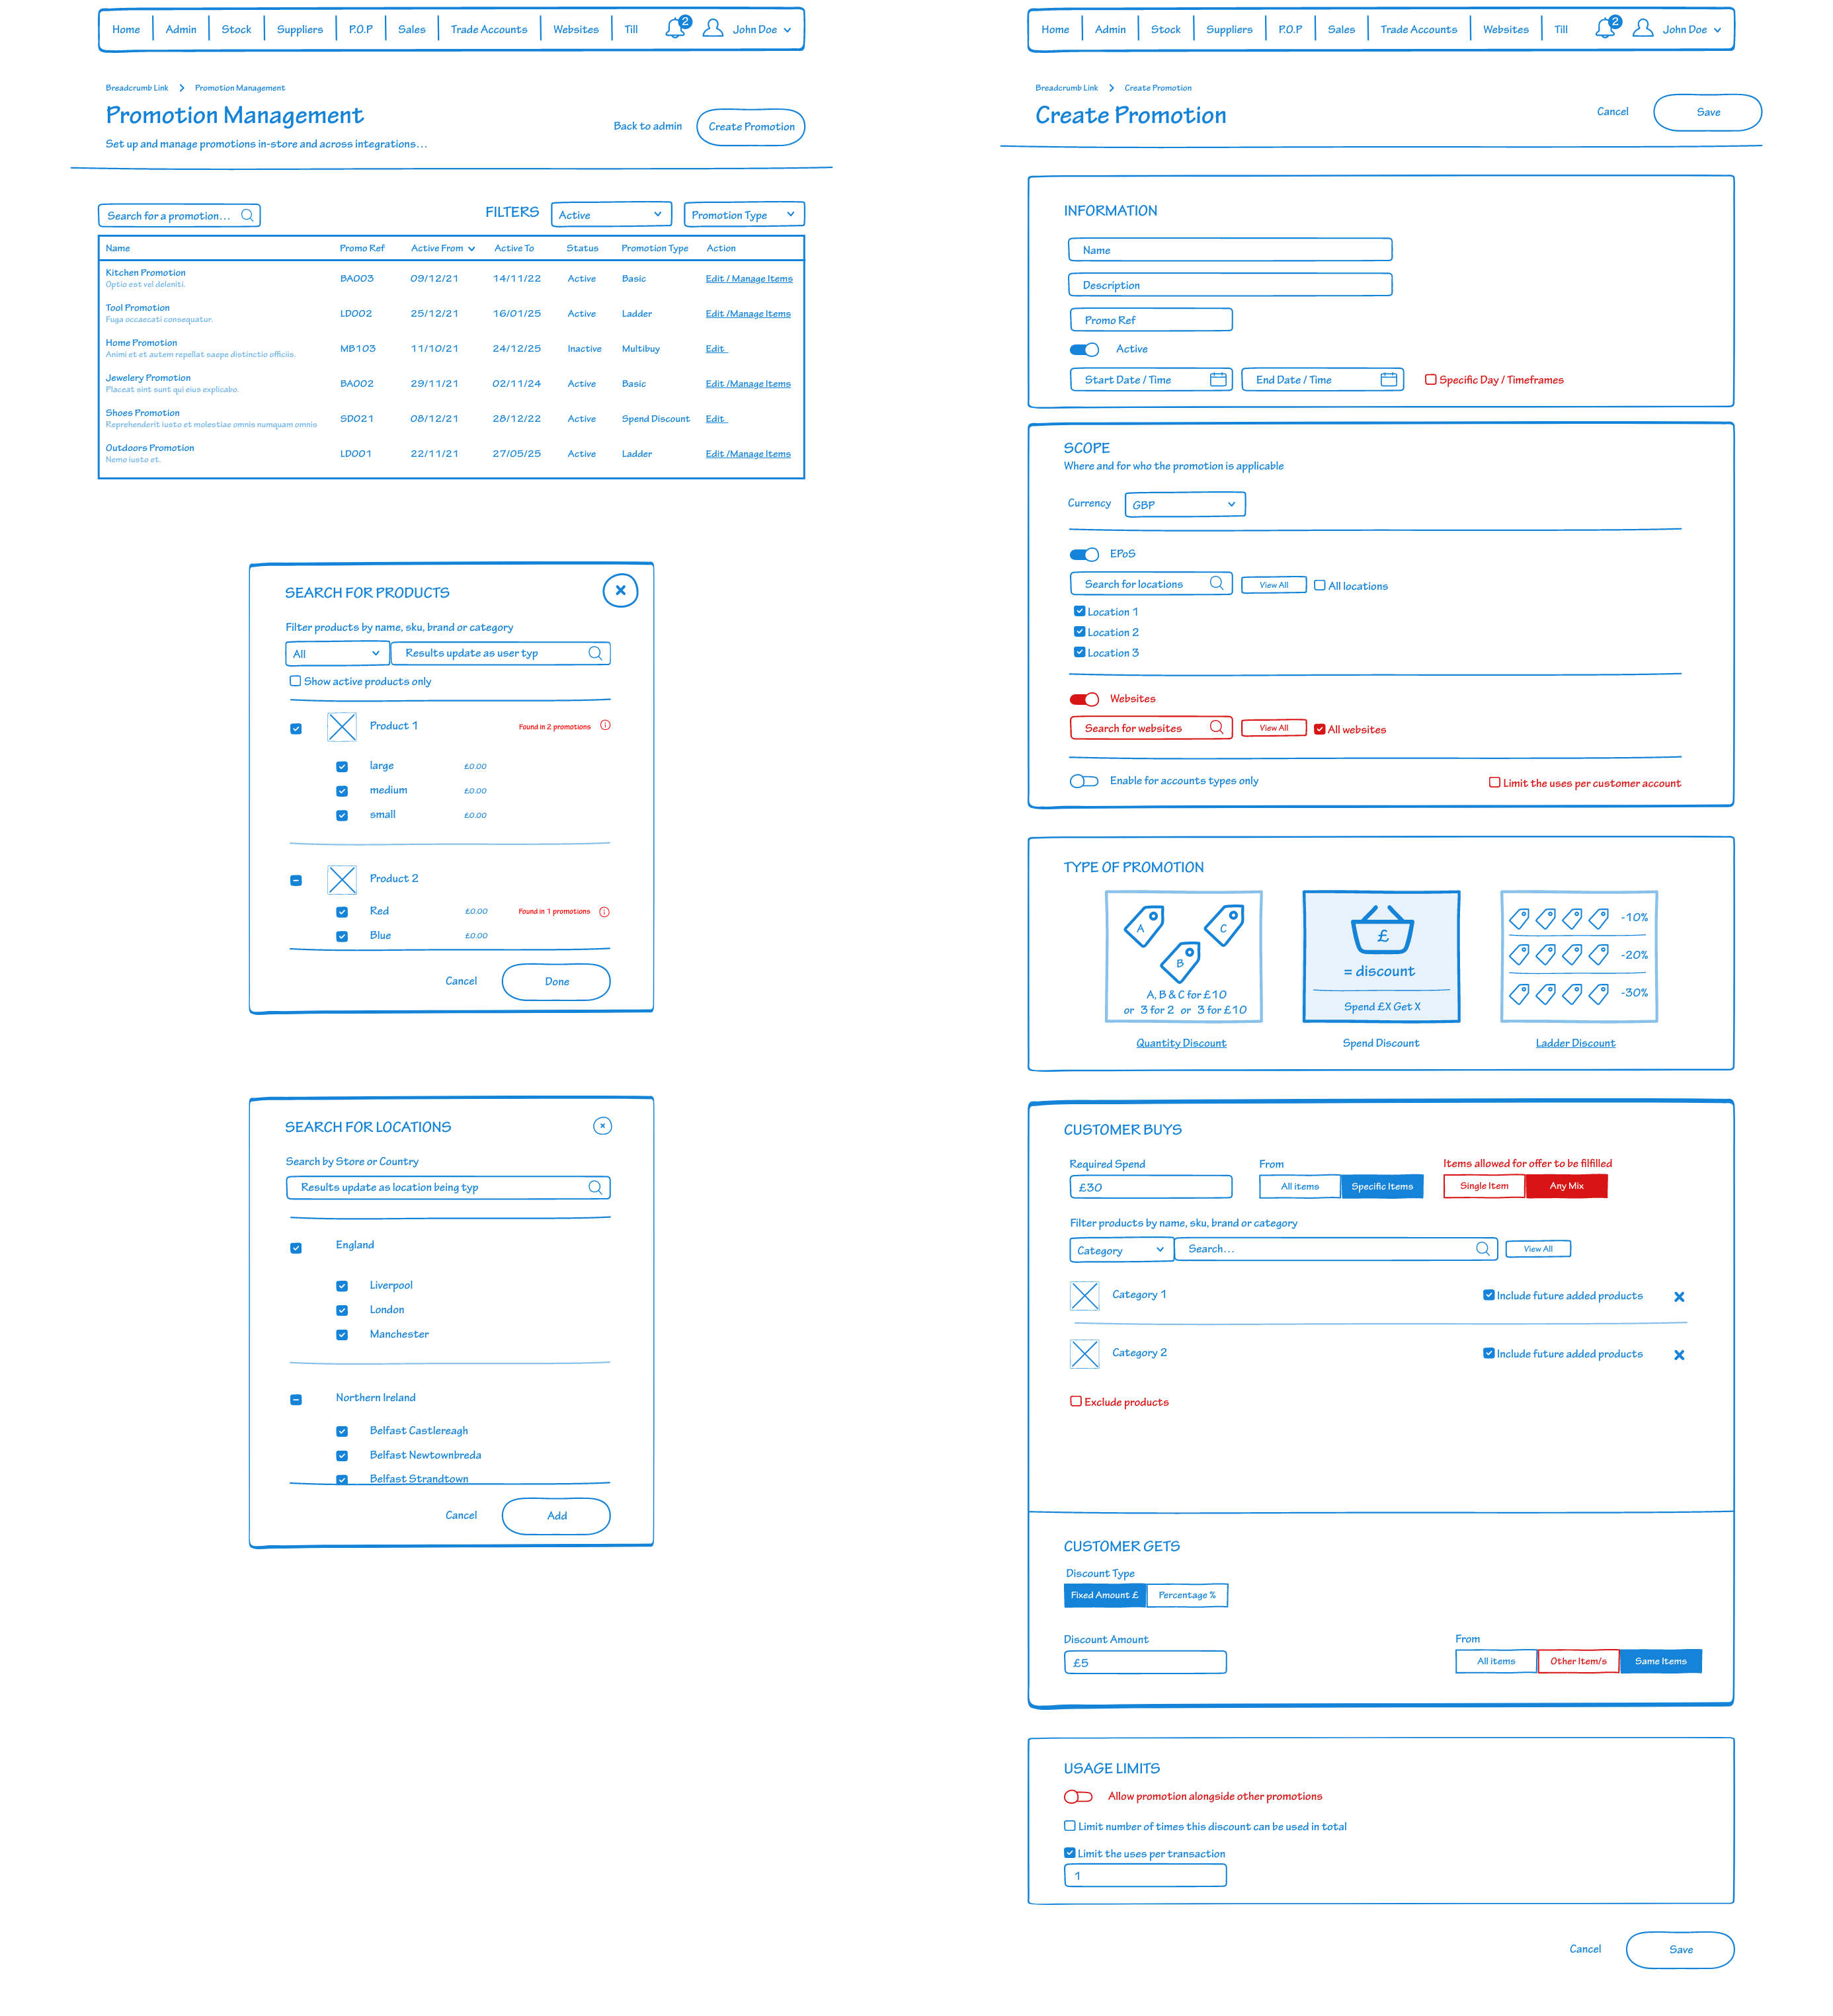 Home Admin Stock Suppliers P.O.P Sales Trade Accounts Websites Till 2 John Doe
Breadcrumb Link > Promotion Management
Promotion Management
Set up and manage promotions in-store and across integrations...
Back to admin Create Promotion
Search for a promotion... FILTERS Active Promotion Type
Name Promo Ref Active From Active To Status Promotion Type Action
Kitchen Promotion BA003 09/12/21 14/11/22 Active Basic Edit / Manage Items
Optio est vel deleniti.
Tool Promotion LD002 25/12/21 16/01/25 Active Ladder Edit /Manage Items
Fuga occaecati consequatur.
Home Promotion MB103 11/10/21 24/12/25 Inactive Multibuy Edit
Animi et et autem repellat saepe distinctio officiis.
Jewelery Promotion BA002 29/11/21 02/11/24 Active Basic Edit /Manage Items
Placeat sint sunt qui eius explicabo.
Shoes Promotion SD021 08/12/21 28/12/22 Active Spend Discount Edit
Reprehenderit iusto et molestiae omnis numquam omnis
Outdoors Promotion LD001 22/11/21 27/05/25 Active Ladder Edit /Manage Items
Nemo iusto et.
SEARCH FOR PRODUCTS
Filter products by name, sku, brand or category
All Results update as user typ
Show active products only
Product 1 Found in 2 promotions
large £0.00
medium £0.00
small £0.00
Product 2
Red £0.00 Found in 1 promotions
Blue £0.00
Cancel Done
SEARCH FOR LOCATIONS
Search by Store or Country
Results update as location being typ
England
Liverpool
London
Manchester
Northern Ireland
Belfast Castlereagh
Belfast Newtownbreda
Belfast Strandtown
Cancel Add
Home Admin Stock Suppliers P.O.P Sales Trade Accounts Websites Till 2 John Doe
Breadcrumb Link > Create Promotion
Create Promotion
Cancel Save
INFORMATION
Name
Description
Promo Ref
Active
Start Date / Time End Date / Time Specific Day / Timeframes
SCOPE
Where and for who the promotion is applicable
Currency GBP
EPoS
Search for locations View All All locations
Location 1
Location 2
Location 3
Websites
Search for websites View All All websites
Enable for accounts types only Limit the uses per customer account
TYPE OF PROMOTION
A C
B
A, B & C for £10
or 3 for 2 or 3 for £10
Quantity Discount
£
= discount
Spend £X Get X
Spend Discount
-10%
-20%
-30%
Ladder Discount
CUSTOMER BUYS
Required Spend From Items allowed for offer to be filfilled
£30 All items Specific Items Single Item Any Mix
Filter products by name, sku, brand or category
Category Search... View All
Category 1 Include future added products
Category 2 Include future added products
Exclude products
CUSTOMER GETS
Discount Type
Fixed Amount £ Percentage %
Discount Amount From
£5 All items Other Item/s Same Items
USAGE LIMITS
Allow promotion alongside other promotions
Limit number of times this discount can be used in total
Limit the uses per transaction
1
Cancel Save